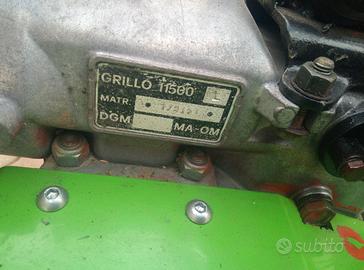 GRILLO 11500 L
MATR.
DGM MA-OM
subito